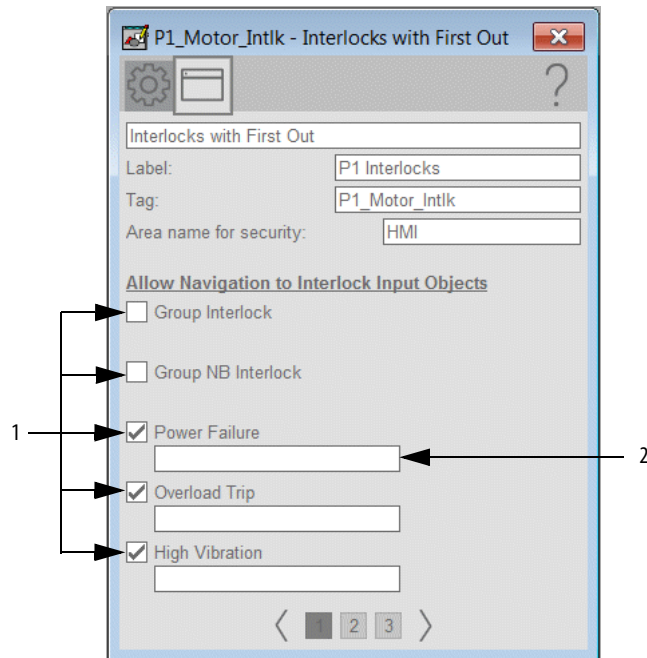 P1_Motor_Intlk - Interlocks with First Out
?
Interlocks with First Out
Label: P1 Interlocks
Tag: P1_Motor_Intlk
Area name for security: HMI
Allow Navigation to Interlock Input Objects
Group Interlock
Group NB Interlock
1
Power Failure
2
Overload Trip
High Vibration
1 2 3